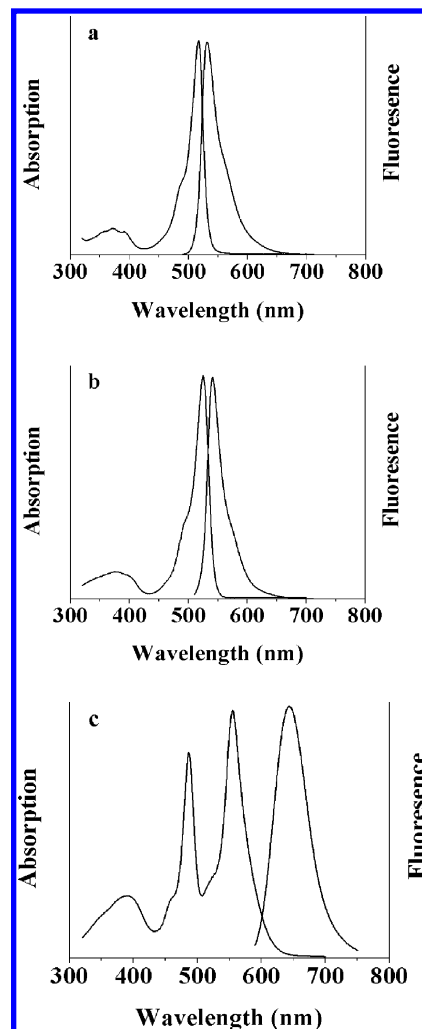 a
Absorption
Fluoresence
300 400 500 600 700 800
Wavelength (nm)
b
Absorption
Fluoresence
300 400 500 600 700 800
Wavelength (nm)
c
Absorption
Fluoresence
300 400 500 600 700 800
Wavelength (nm)